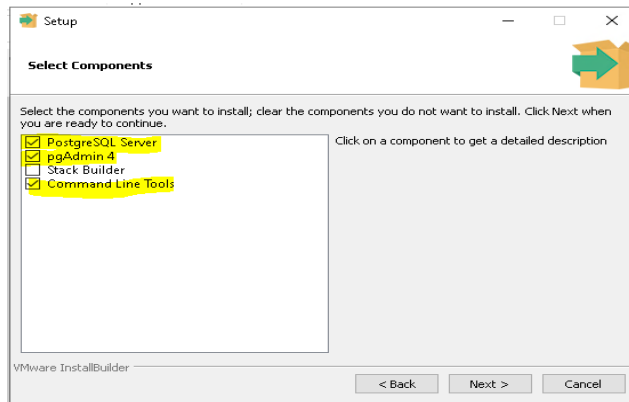 Setup
Select Components
Select the components you want to install; clear the components you do not want to install. Click Next when
you are ready to continue.
PostgreSQL Server
pgAdmin 4
Stack Builder
Command Line Tools
Click on a component to get a detailed description
VMware InstallBuilder
< Back
Next >
Cancel